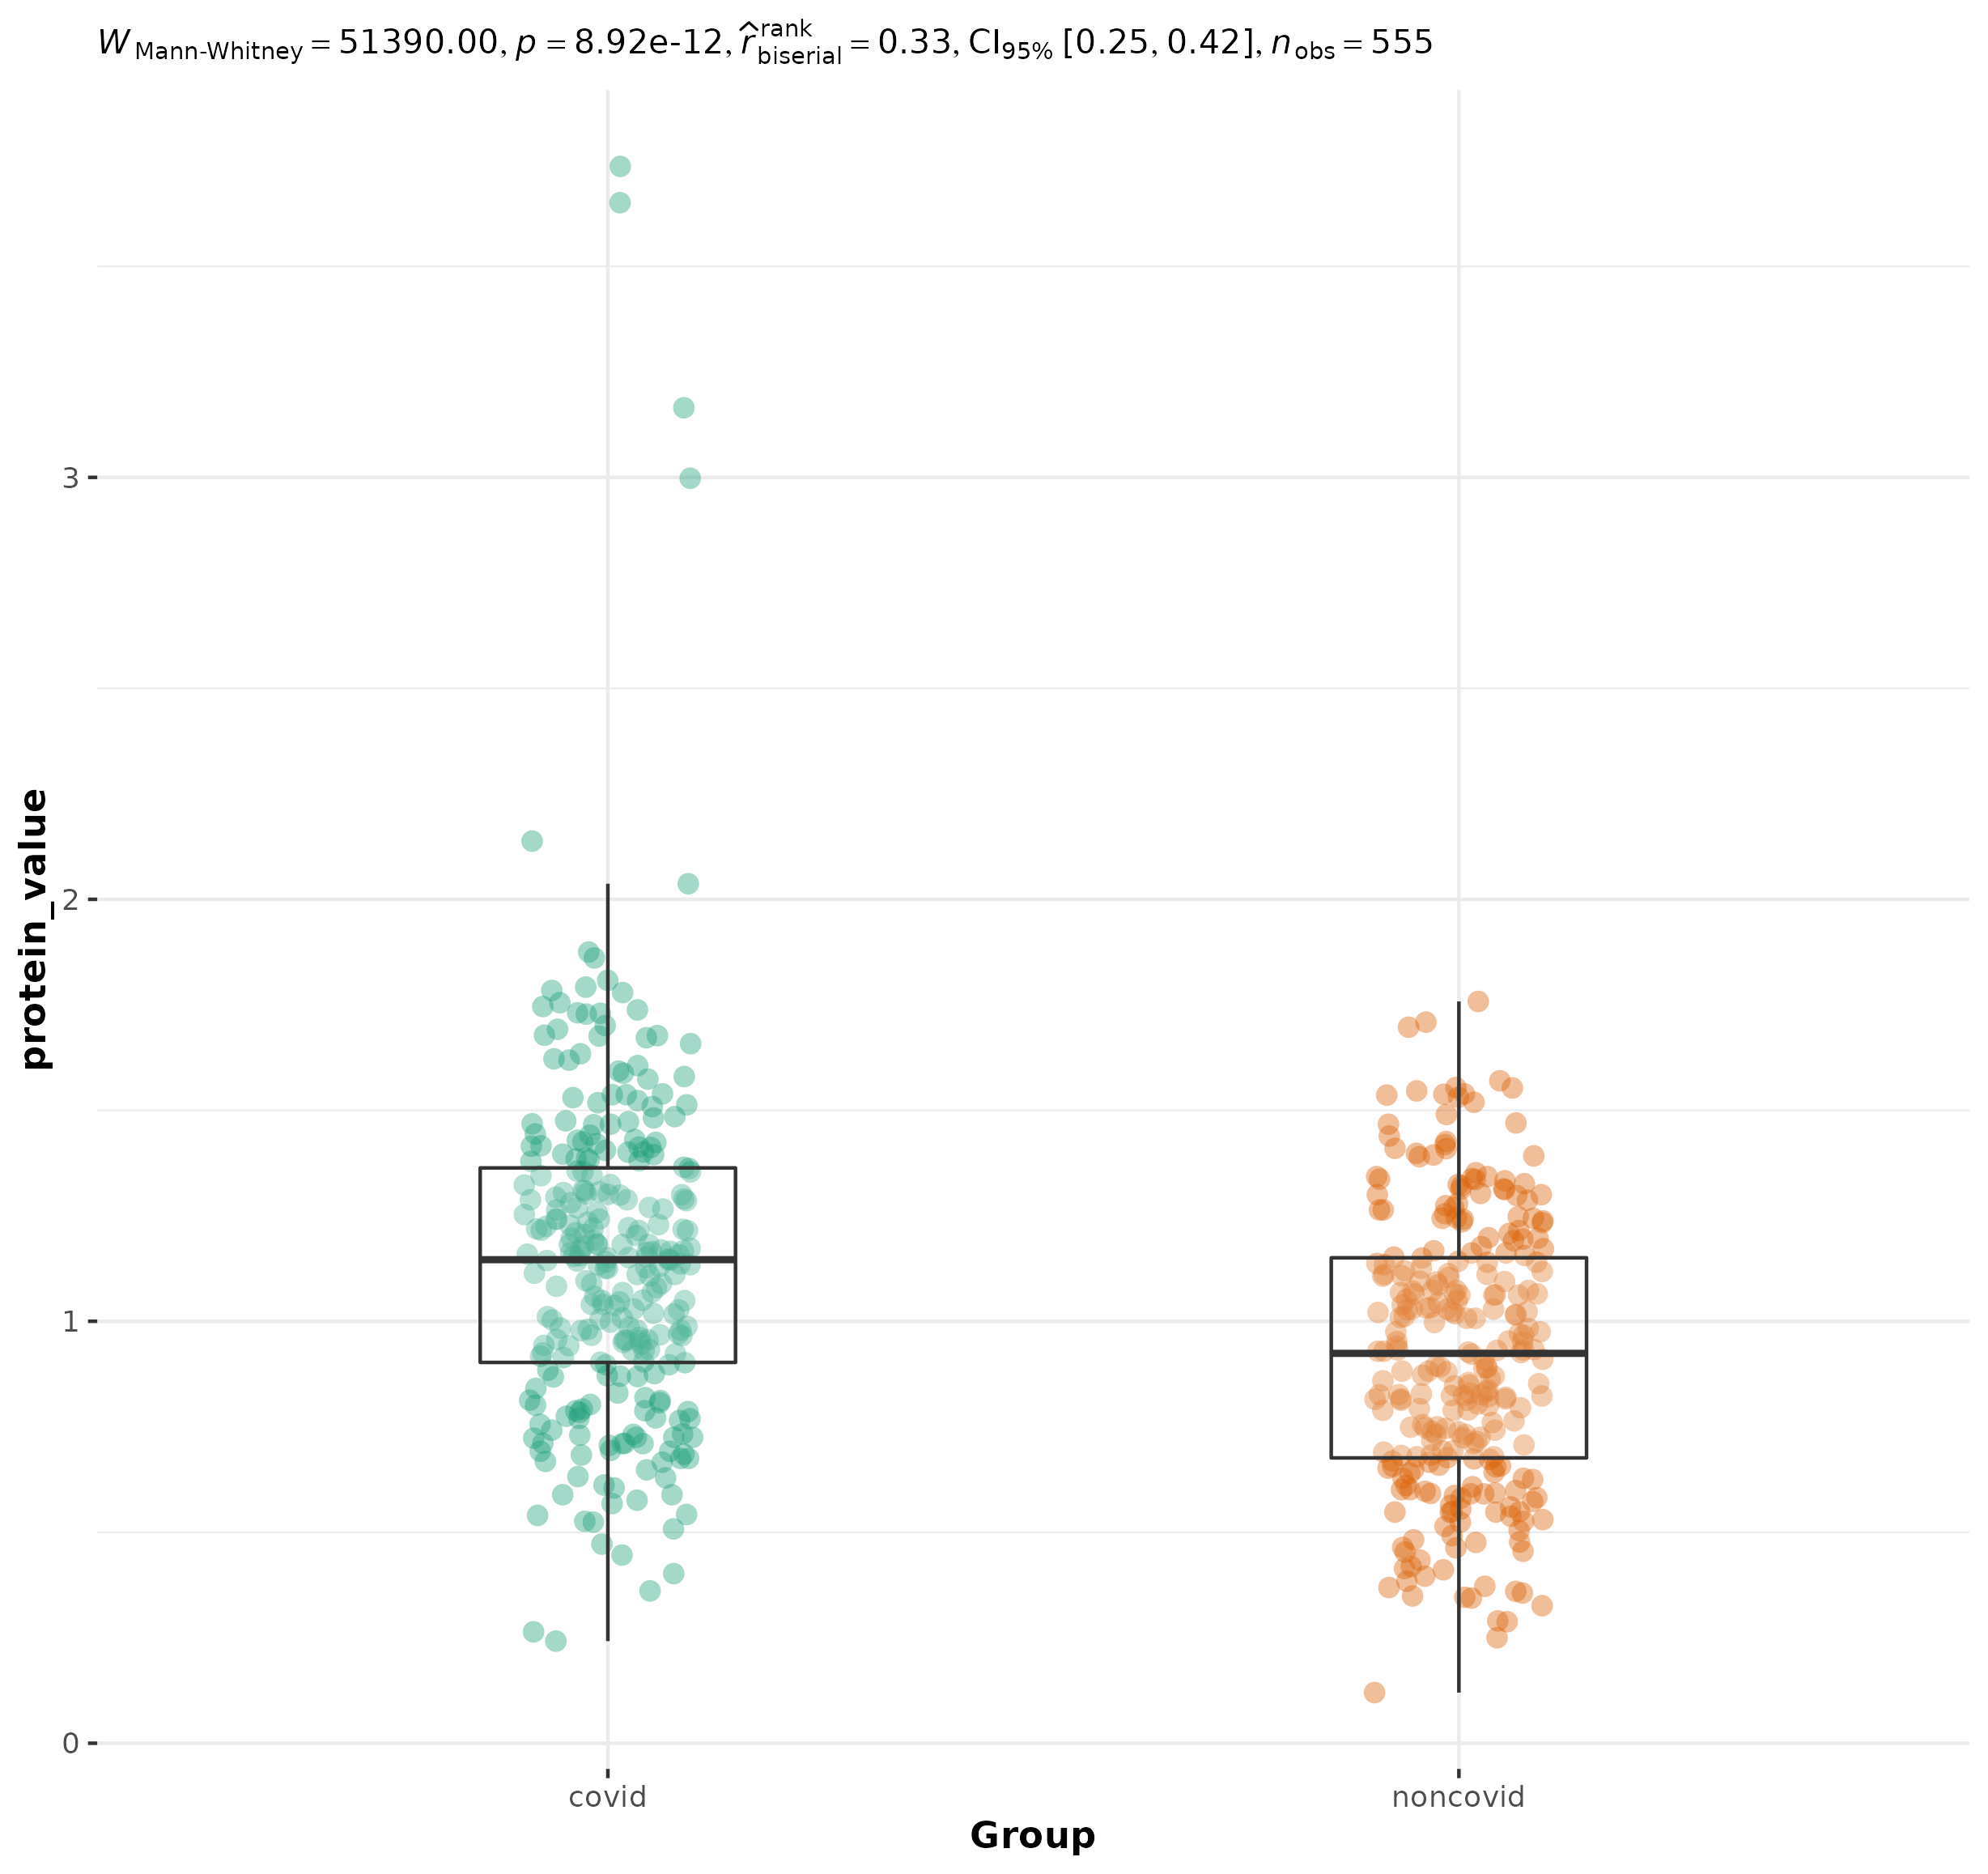 W Mann-Whitney = 51390.00, p = 8.92e-12, r̂ rank biserial = 0.33, CI95% [0.25, 0.42], n obs = 555
protein_value
3
2
1
0
covid noncovid
Group